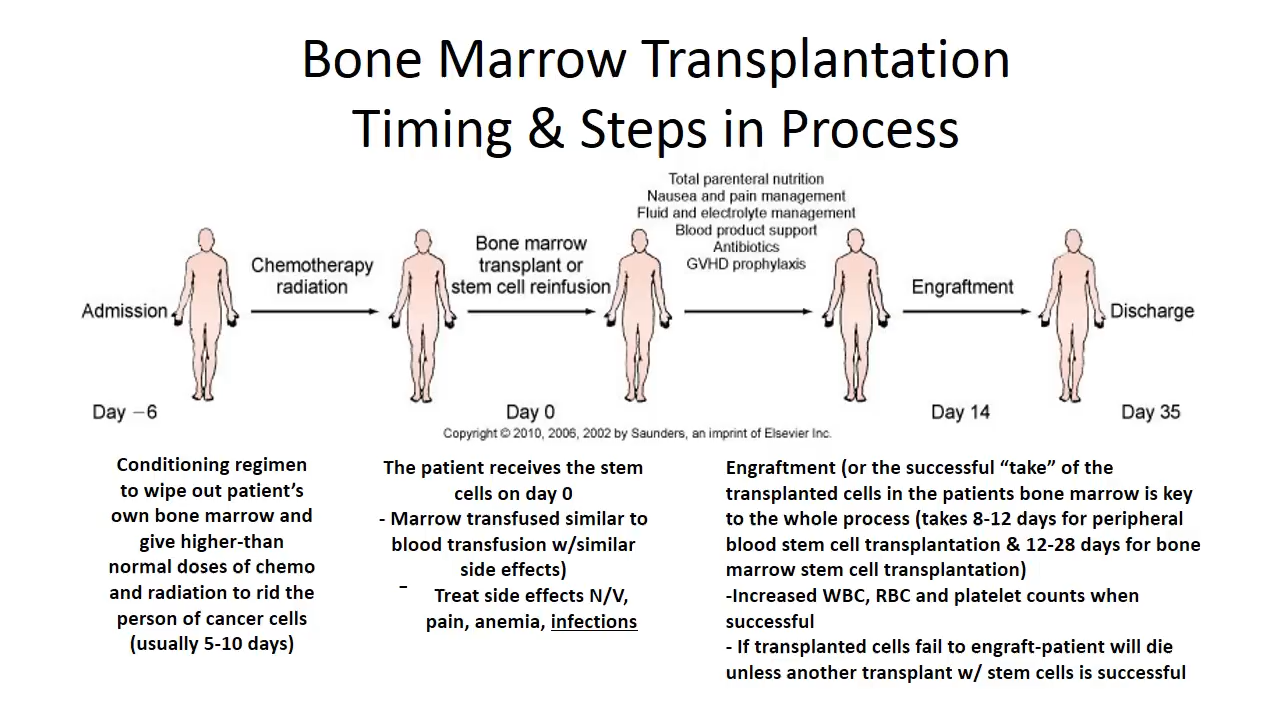 Bone Marrow Transplantation
Timing & Steps in Process
Total parenteral nutrition
Nausea and pain management
Fluid and electrolyte management
Blood product support
Antibiotics
GVHD prophylaxis
Admission
Chemotherapy
radiation
Bone marrow
transplant or
stem cell reinfusion
Engraftment
Discharge
Day −6
Day 0
Day 14
Day 35
Copyright © 2010, 2006, 2002 by Saunders, an imprint of Elsevier Inc.
Conditioning regimen
to wipe out patient’s
own bone marrow and
give higher-than
normal doses of chemo
and radiation to rid the
person of cancer cells
(usually 5-10 days)
The patient receives the stem
cells on day 0
- Marrow transfused similar to
blood transfusion w/similar
side effects)
- Treat side effects N/V,
pain, anemia, infections
Engraftment (or the successful “take” of the
transplanted cells in the patients bone marrow is key
to the whole process (takes 8-12 days for peripheral
blood stem cell transplantation & 12-28 days for bone
marrow stem cell transplantation)
-Increased WBC, RBC and platelet counts when
successful
- If transplanted cells fail to engraft-patient will die
unless another transplant w/ stem cells is successful